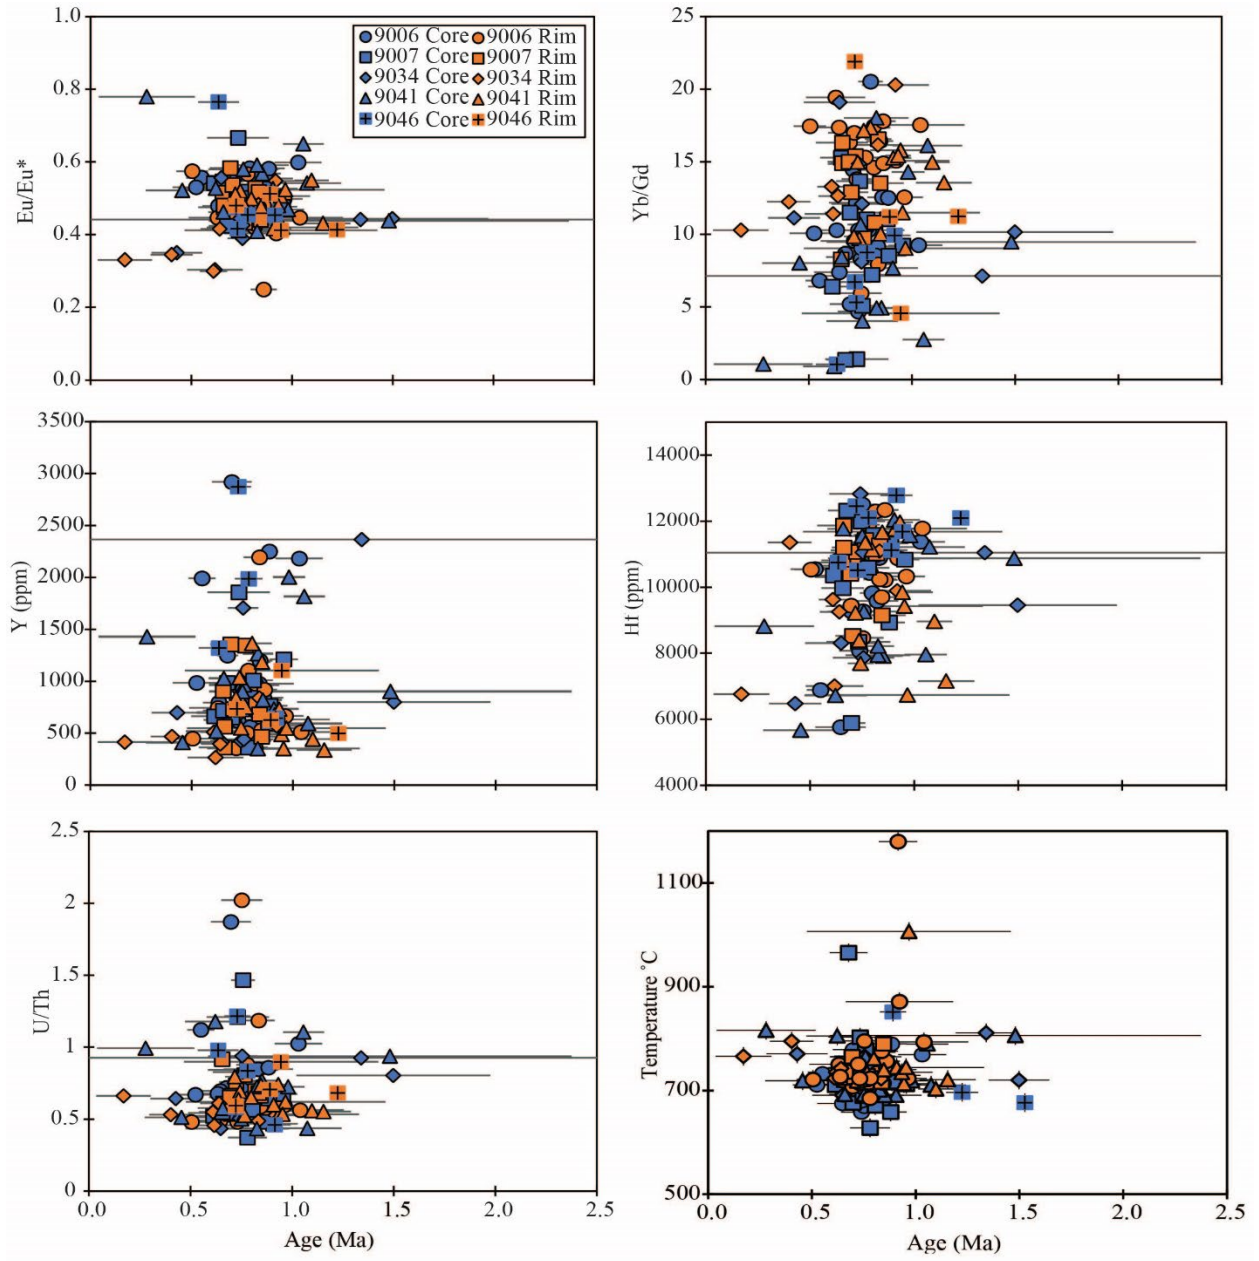 1.0
0.8
0.6
0.4
0.2
0.0
Eu/Eu*
9006 Core 9006 Rim
9007 Core 9007 Rim
9034 Core 9034 Rim
9041 Core 9041 Rim
9046 Core 9046 Rim
25
20
15
10
5
0
Yb/Gd
3500
3000
2500
2000
1500
1000
500
0
Y (ppm)
14000
12000
10000
8000
6000
4000
Hf (ppm)
2.5
2
1.5
1
0.5
0
U/Th
0.0 0.5 1.0 1.5 2.0 2.5
Age (Ma)
1100
900
700
500
Temperature °C
0.0 0.5 1.0 1.5 2.0 2.5
Age (Ma)